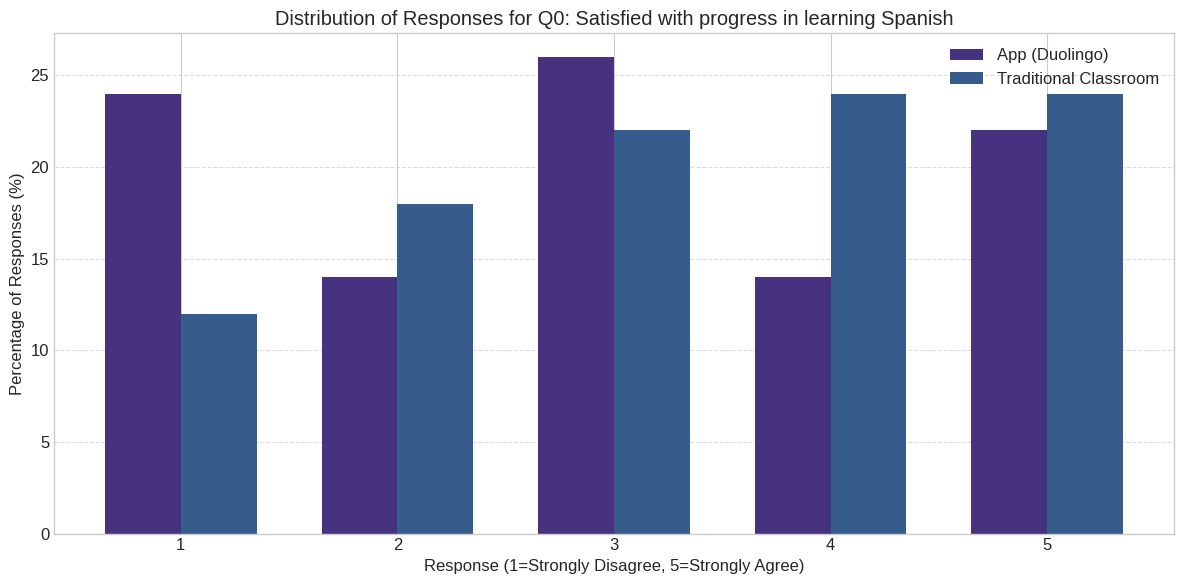 Distribution of Responses for Q0: Satisfied with progress in learning Spanish
App (Duolingo)
Traditional Classroom
Percentage of Responses (%)
25
20
15
10
5
0
1 2 3 4 5
Response (1=Strongly Disagree, 5=Strongly Agree)